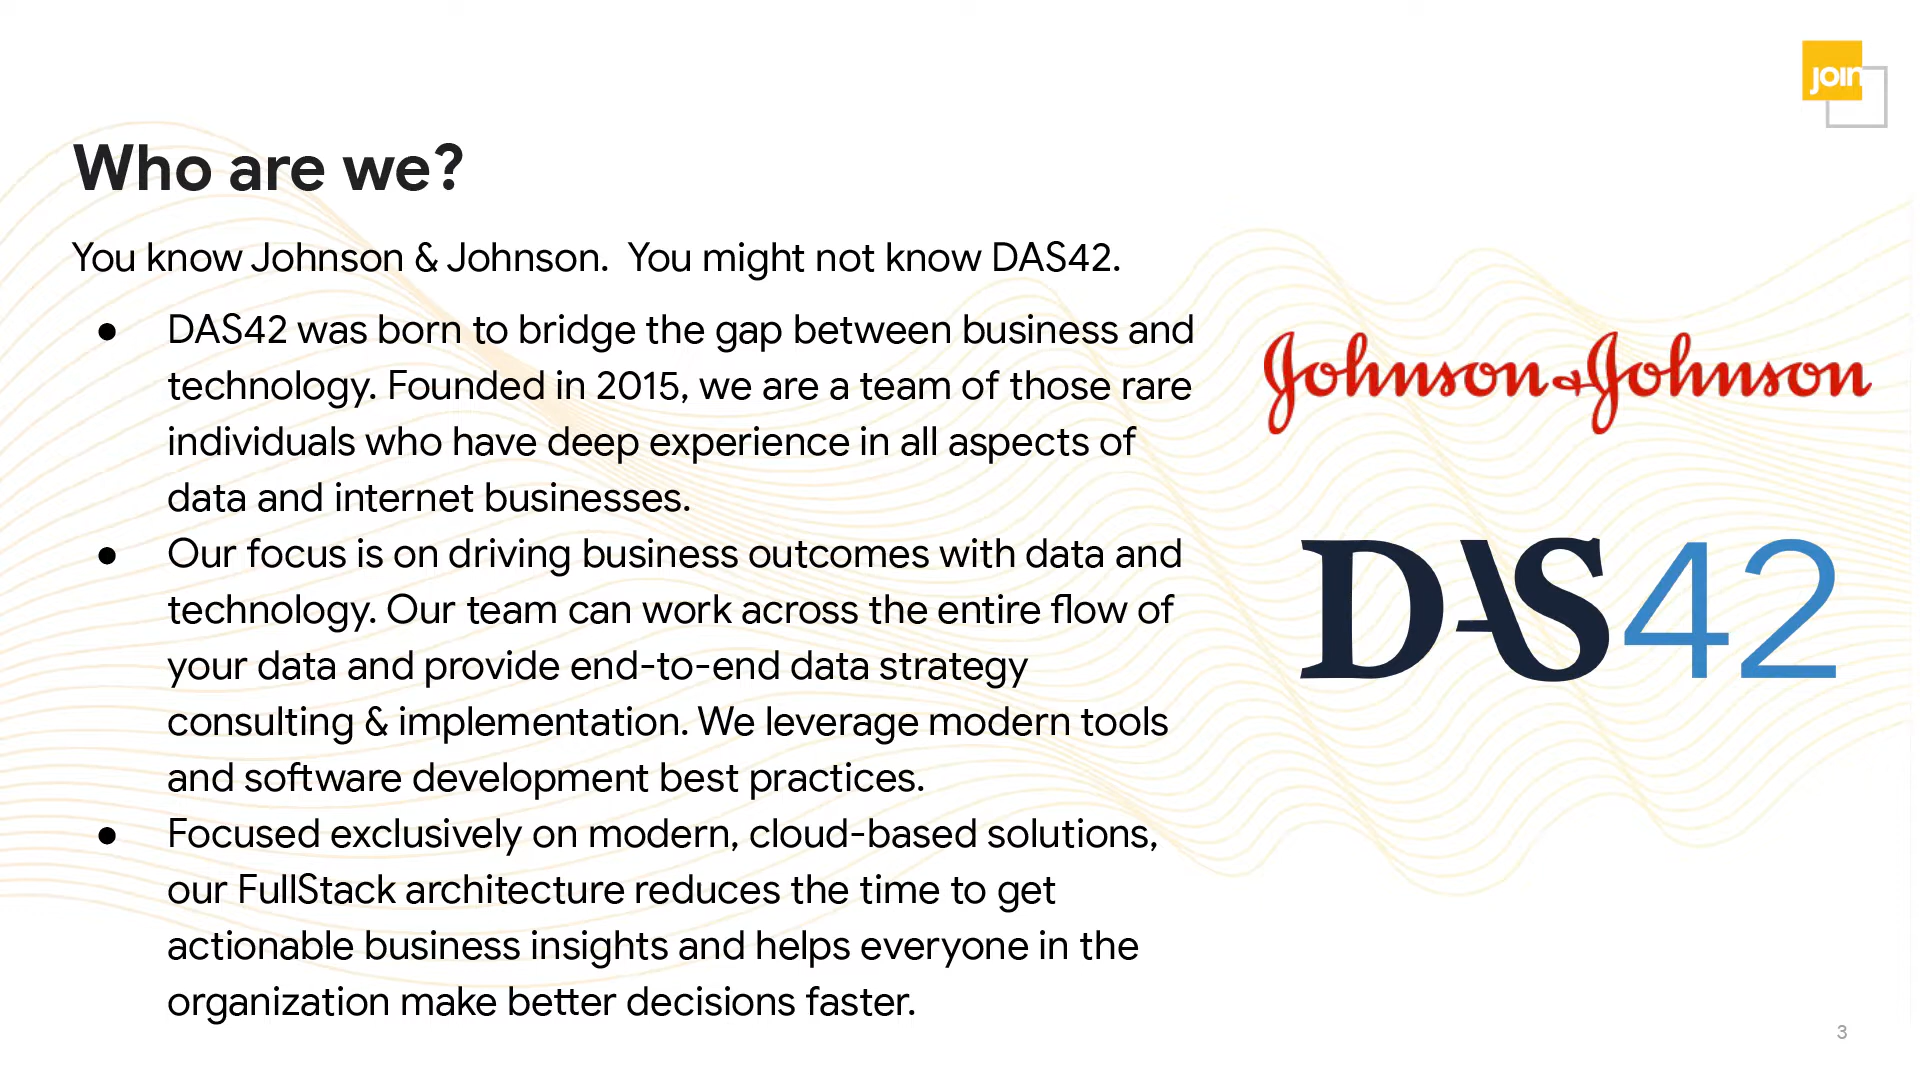 join
Who are we?
You know Johnson & Johnson.  You might not know DAS42.
● DAS42 was born to bridge the gap between business and
technology. Founded in 2015, we are a team of those rare
individuals who have deep experience in all aspects of
data and internet businesses.
● Our focus is on driving business outcomes with data and
technology. Our team can work across the entire flow of
your data and provide end-to-end data strategy
consulting & implementation. We leverage modern tools
and software development best practices.
● Focused exclusively on modern, cloud-based solutions,
our FullStack architecture reduces the time to get
actionable business insights and helps everyone in the
organization make better decisions faster.
Johnson & Johnson
DAS42
3